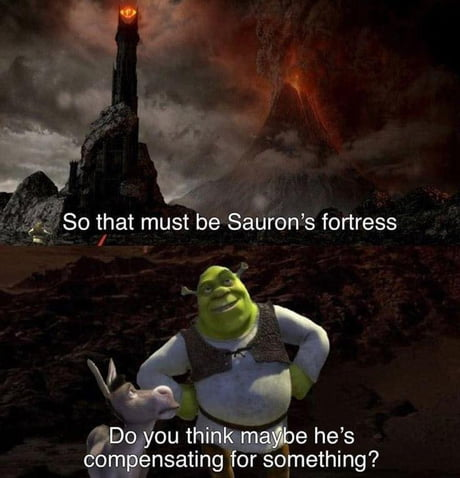 So that must be Sauron's fortress
Do you think maybe he's
compensating for something?